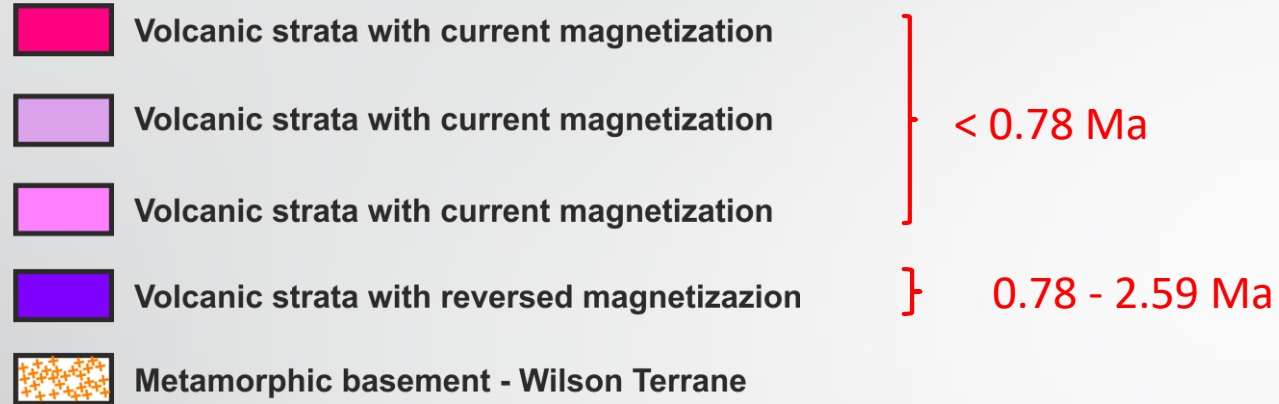 Volcanic strata with current magnetization
Volcanic strata with current magnetization
< 0.78 Ma
Volcanic strata with current magnetization
Volcanic strata with reversed magnetizazion
0.78 - 2.59 Ma
Metamorphic basement - Wilson Terrane